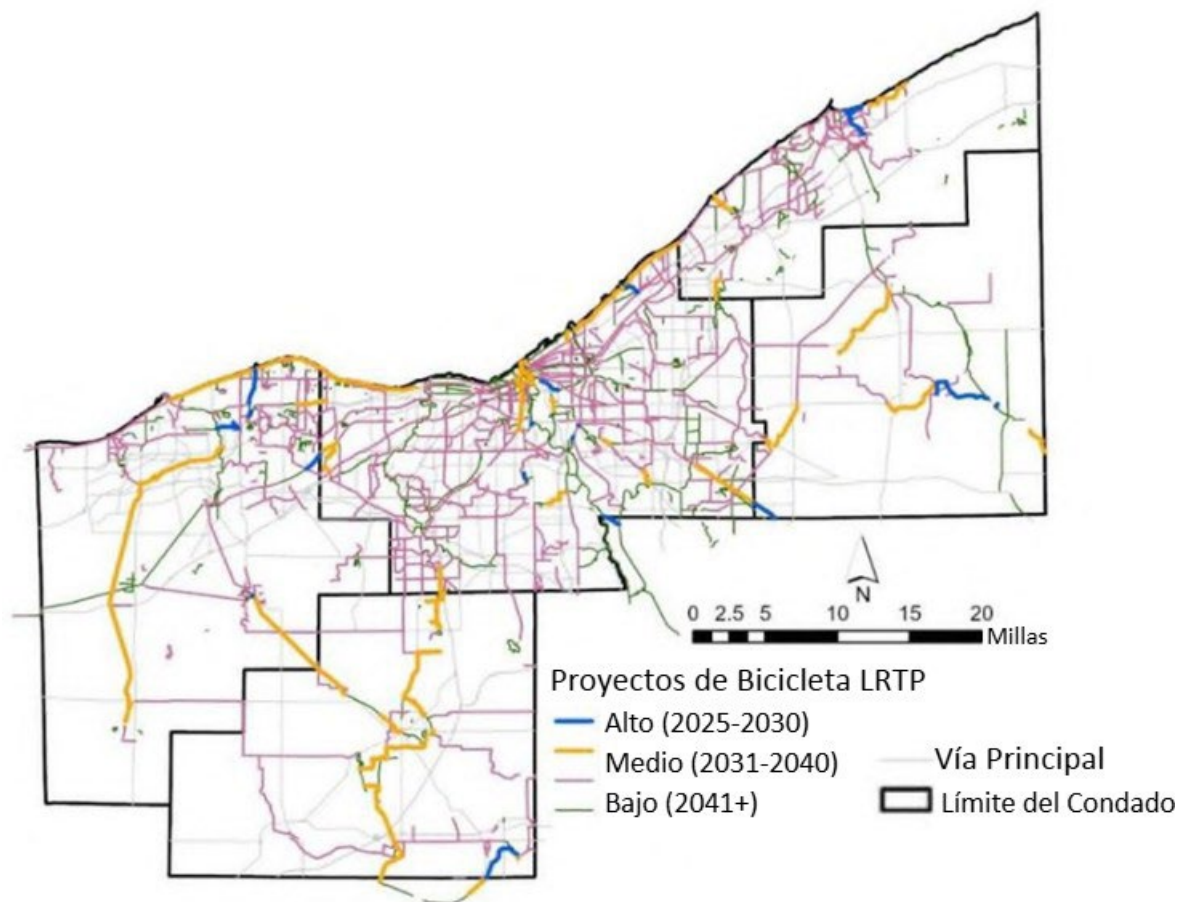 N
0 2.5 5 10 15 20
Millas
Proyectos de Bicicleta LRTP
Alto (2025-2030)
Medio (2031-2040)
Bajo (2041+)
Vía Principal
Límite del Condado